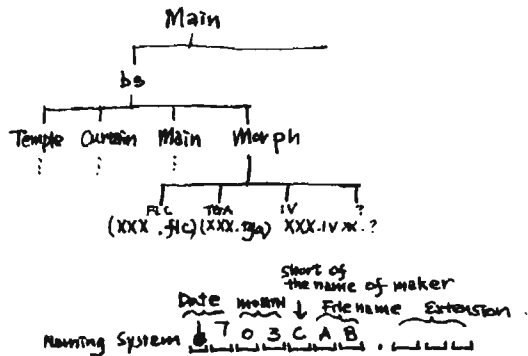 Main
bs
Temple Curtain Main Morph
FLC TGA IV ?
(XXX.flc) (XXX.tga) XXX.IV *.?
short of
the name of maker
Date month File name Extension
Naming System 7 0 3 C A B .